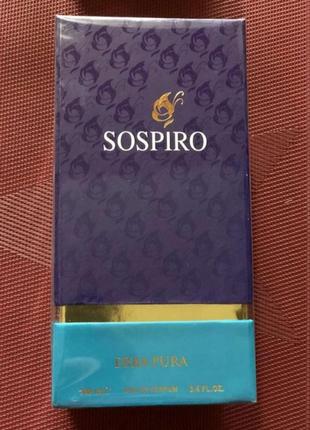 SOSPIRO
ERBA PURA
EAU DE PARFUM 3.4 FL.OZ.